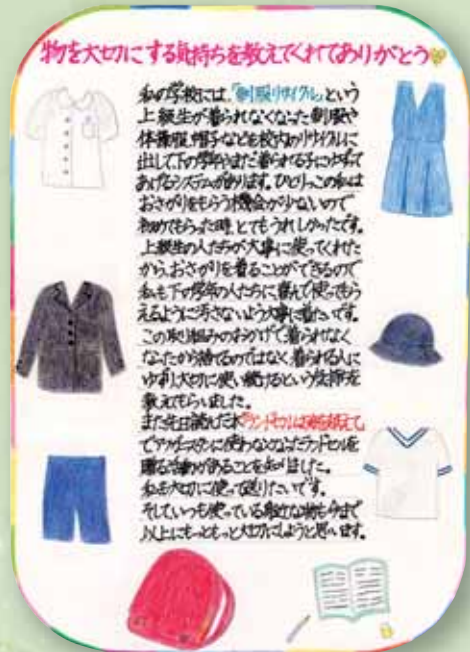 物を大切にする気持ちを教えてくれてありがとう
私の学校には、「制服リサイクル」という
上級生が着られなくなった制服や
体操服、帽子などを校内のリサイクルに
出して下の学年のまだ着られる子にゆずって
あげるシステムがあります。ひとりっこの私は
おさがりをもらう機会が少ないので
初めてもらった時、とてもうれしかったです。
上級生の人たちが大事に使ってくれた
から、おさがりを着ることができるので
私も下の学年の人たちに喜んで使ってもら
えるように汚さないよう大事に着たいです。
この取り組みのおかげで着られなく
なったから捨てるのではなく、着られる人に
ゆずり、大切に使い続けるという気持を
教えてもらいました。
また先日読んだ本「ランドセルは海を越えて」
でアフガニスタンに使わなくなったランドセルを
贈る活動があることを知りました。
私も大切に使って送りたいです。
そして、いつも使っている身近な物も今まで
以上にもっともっと大切にしようと思います。